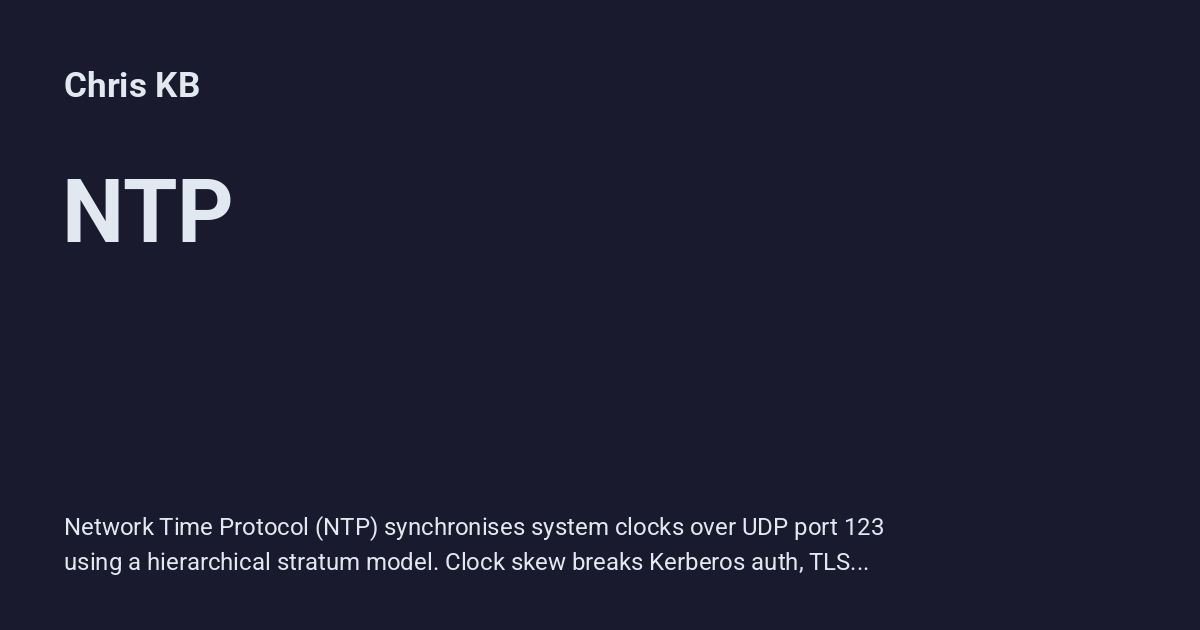 Chris KB
NTP
Network Time Protocol (NTP) synchronises system clocks over UDP port 123
using a hierarchical stratum model. Clock skew breaks Kerberos auth, TLS...